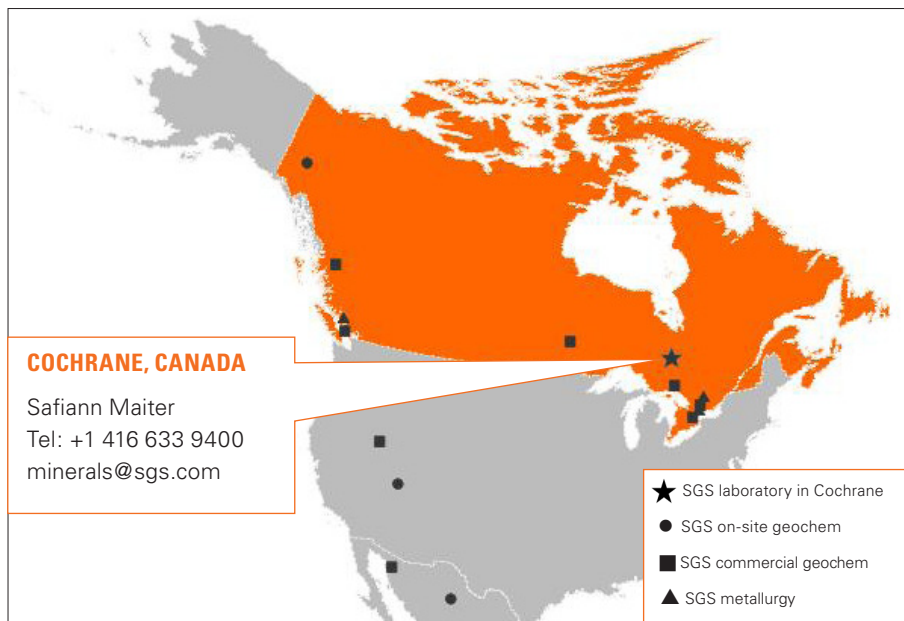 COCHRANE, CANADA
Safiann Maiter
Tel: +1 416 633 9400
minerals@sgs.com
SGS laboratory in Cochrane
SGS on-site geochem
SGS commercial geochem
SGS metallurgy